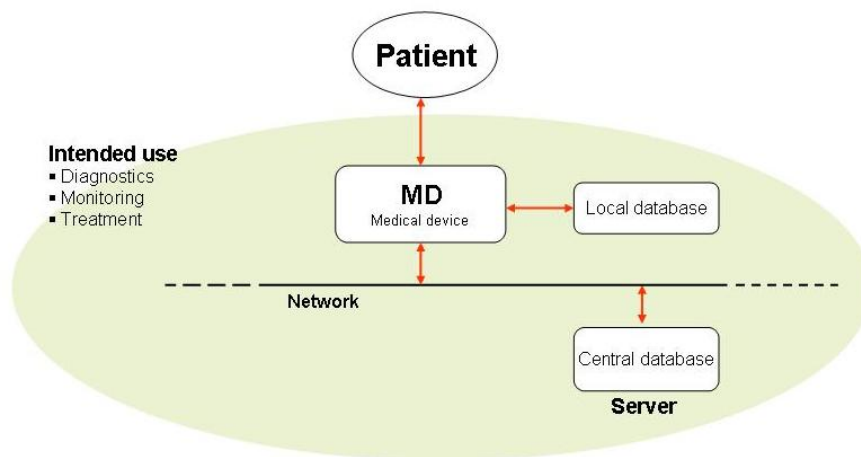 Patient
Intended use
▪ Diagnostics
▪ Monitoring
▪ Treatment
MD
Medical device
Local database
Network
Central database
Server